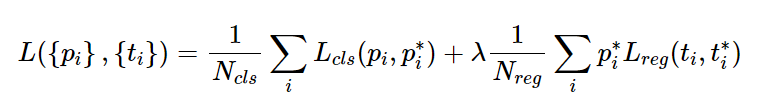 L({p_i}, {t_i}) = \frac{1}{N_{cls}} \sum_i L_{cls}(p_i, p_i^*) + λ \frac{1}{N_{reg}} \sum_i p_i^* L_{reg}(t_i, t_i^*)